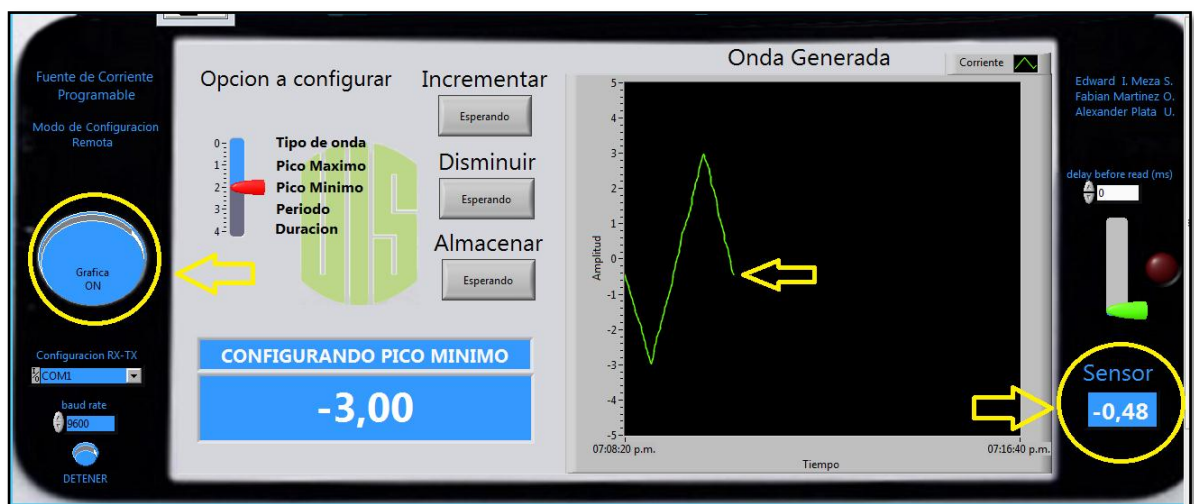 Fuente de Corriente
Programable
Modo de Configuracion
Remota
Grafica
ON
Configuracion RX-TX
COM1
baud rate
9600
DETENER
Opcion a configurar
0
1
2
3
4
Tipo de onda
Pico Maximo
Pico Minimo
Periodo
Duracion
Incrementar
Esperando
Disminuir
Esperando
Almacenar
Esperando
CONFIGURANDO PICO MINIMO
-3,00
Onda Generada
Corriente
Amplitud
5
4
3
2
1
0
-1
-2
-3
-4
-5
07:08:20 p.m.
07:16:40 p.m.
Tiempo
Edward I. Meza S.
Fabian Martinez O.
Alexander Plata U.
delay before read (ms)
0
Sensor
-0,48